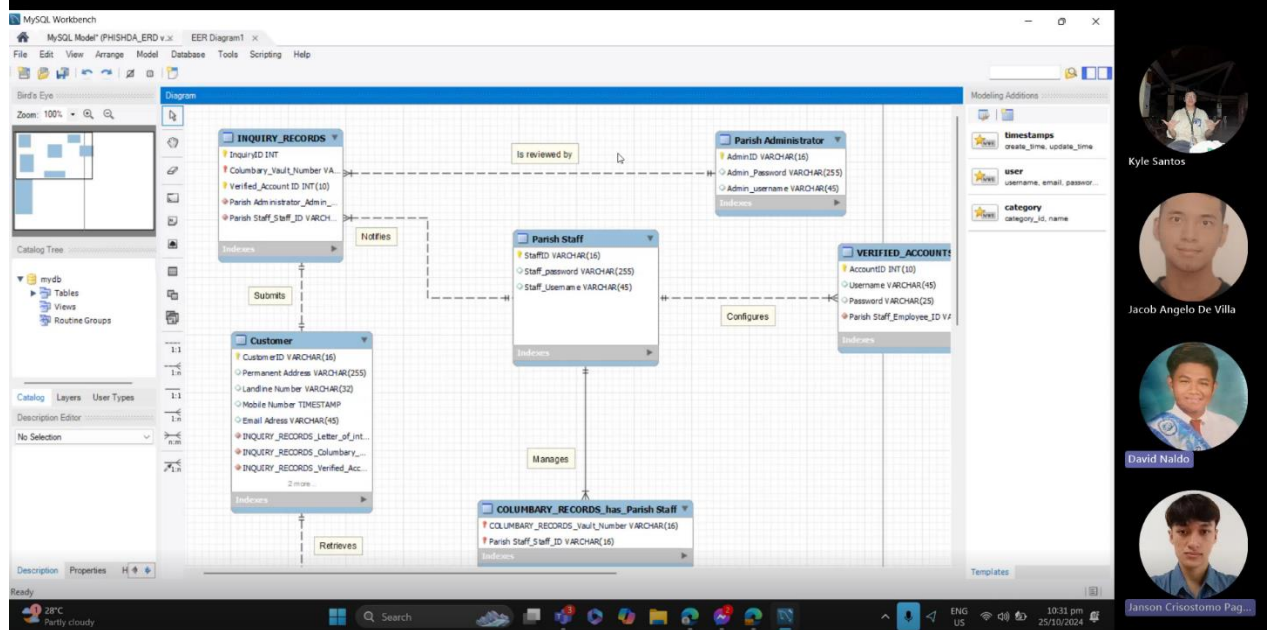 MySQL Workbench
MySQL Model* (PHISHDA_ERD v... × EER Diagram1 ×
File Edit View Arrange Model Database Tools Scripting Help
Bird's Eye
Zoom: 100%
Diagram
Modeling Additions
timestamps
create_time, update_time
user
username, email, passwor...
category
category_id, name
Catalog Tree
mydb
Tables
Views
Routine Groups
Catalog Layers User Types
Description Editor
No Selection
Description Properties H
1:1
1:n
1:1
1:n
n:m
1:n
INQUIRY_RECORDS
InquiryID INT
Columbary_Vault_Number VA...
Verified_Account ID INT(10)
Parish Administrator_Admin_...
Parish Staff_Staff_ID VARCH...
Indexes
Is reviewed by
Parish Administrator
AdminID VARCHAR(16)
Admin_Password VARCHAR(255)
Admin_username VARCHAR(45)
Indexes
Notifies
Submits
Parish Staff
StaffID VARCHAR(16)
Staff_password VARCHAR(255)
Staff_Username VARCHAR(45)
Indexes
Configures
VERIFIED_ACCOUNTS
AccountID INT(10)
Username VARCHAR(45)
Password VARCHAR(25)
Parish Staff_Employee_ID VA
Indexes
Customer
CustomerID VARCHAR(16)
Permanent Address VARCHAR(255)
Landline Number VARCHAR(32)
Mobile Number TIMESTAMP
Email Adress VARCHAR(45)
INQUIRY_RECORDS_Letter_of_int...
INQUIRY_RECORDS_Columbary_...
INQUIRY_RECORDS_Verified_Acc...
2 more...
Indexes
Manages
Retrieves
COLUMBARY_RECORDS_has_Parish Staff
COLUMBARY_RECORDS_Vault_Number VARCHAR(16)
Parish Staff_Staff_ID VARCHAR(16)
Indexes
Templates
Ready
28°C
Partly cloudy
Search
ENG
US
10:31 pm
25/10/2024
Kyle Santos
Jacob Angelo De Villa
David Naldo
Janson Crisostomo Pag...